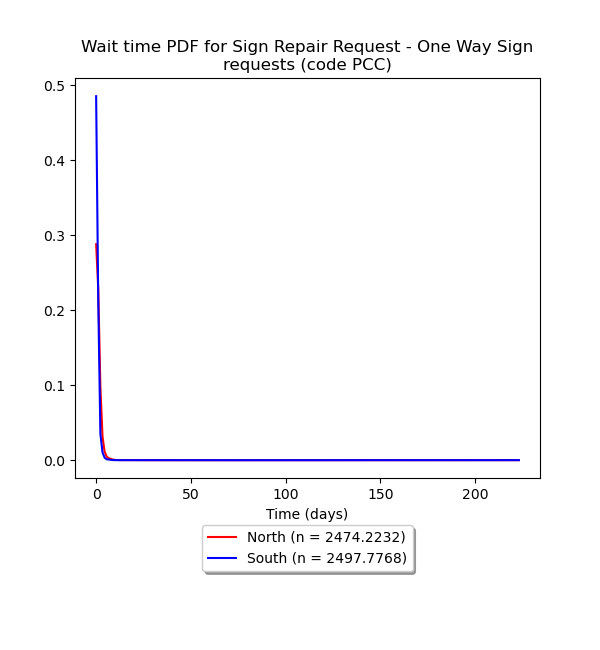 Wait time PDF for Sign Repair Request - One Way Sign
requests (code PCC)
0.5
0.4
0.3
0.2
0.1
0.0
0
50
100
150
200
Time (days)
North (n = 2474.2232)
South (n = 2497.7768)